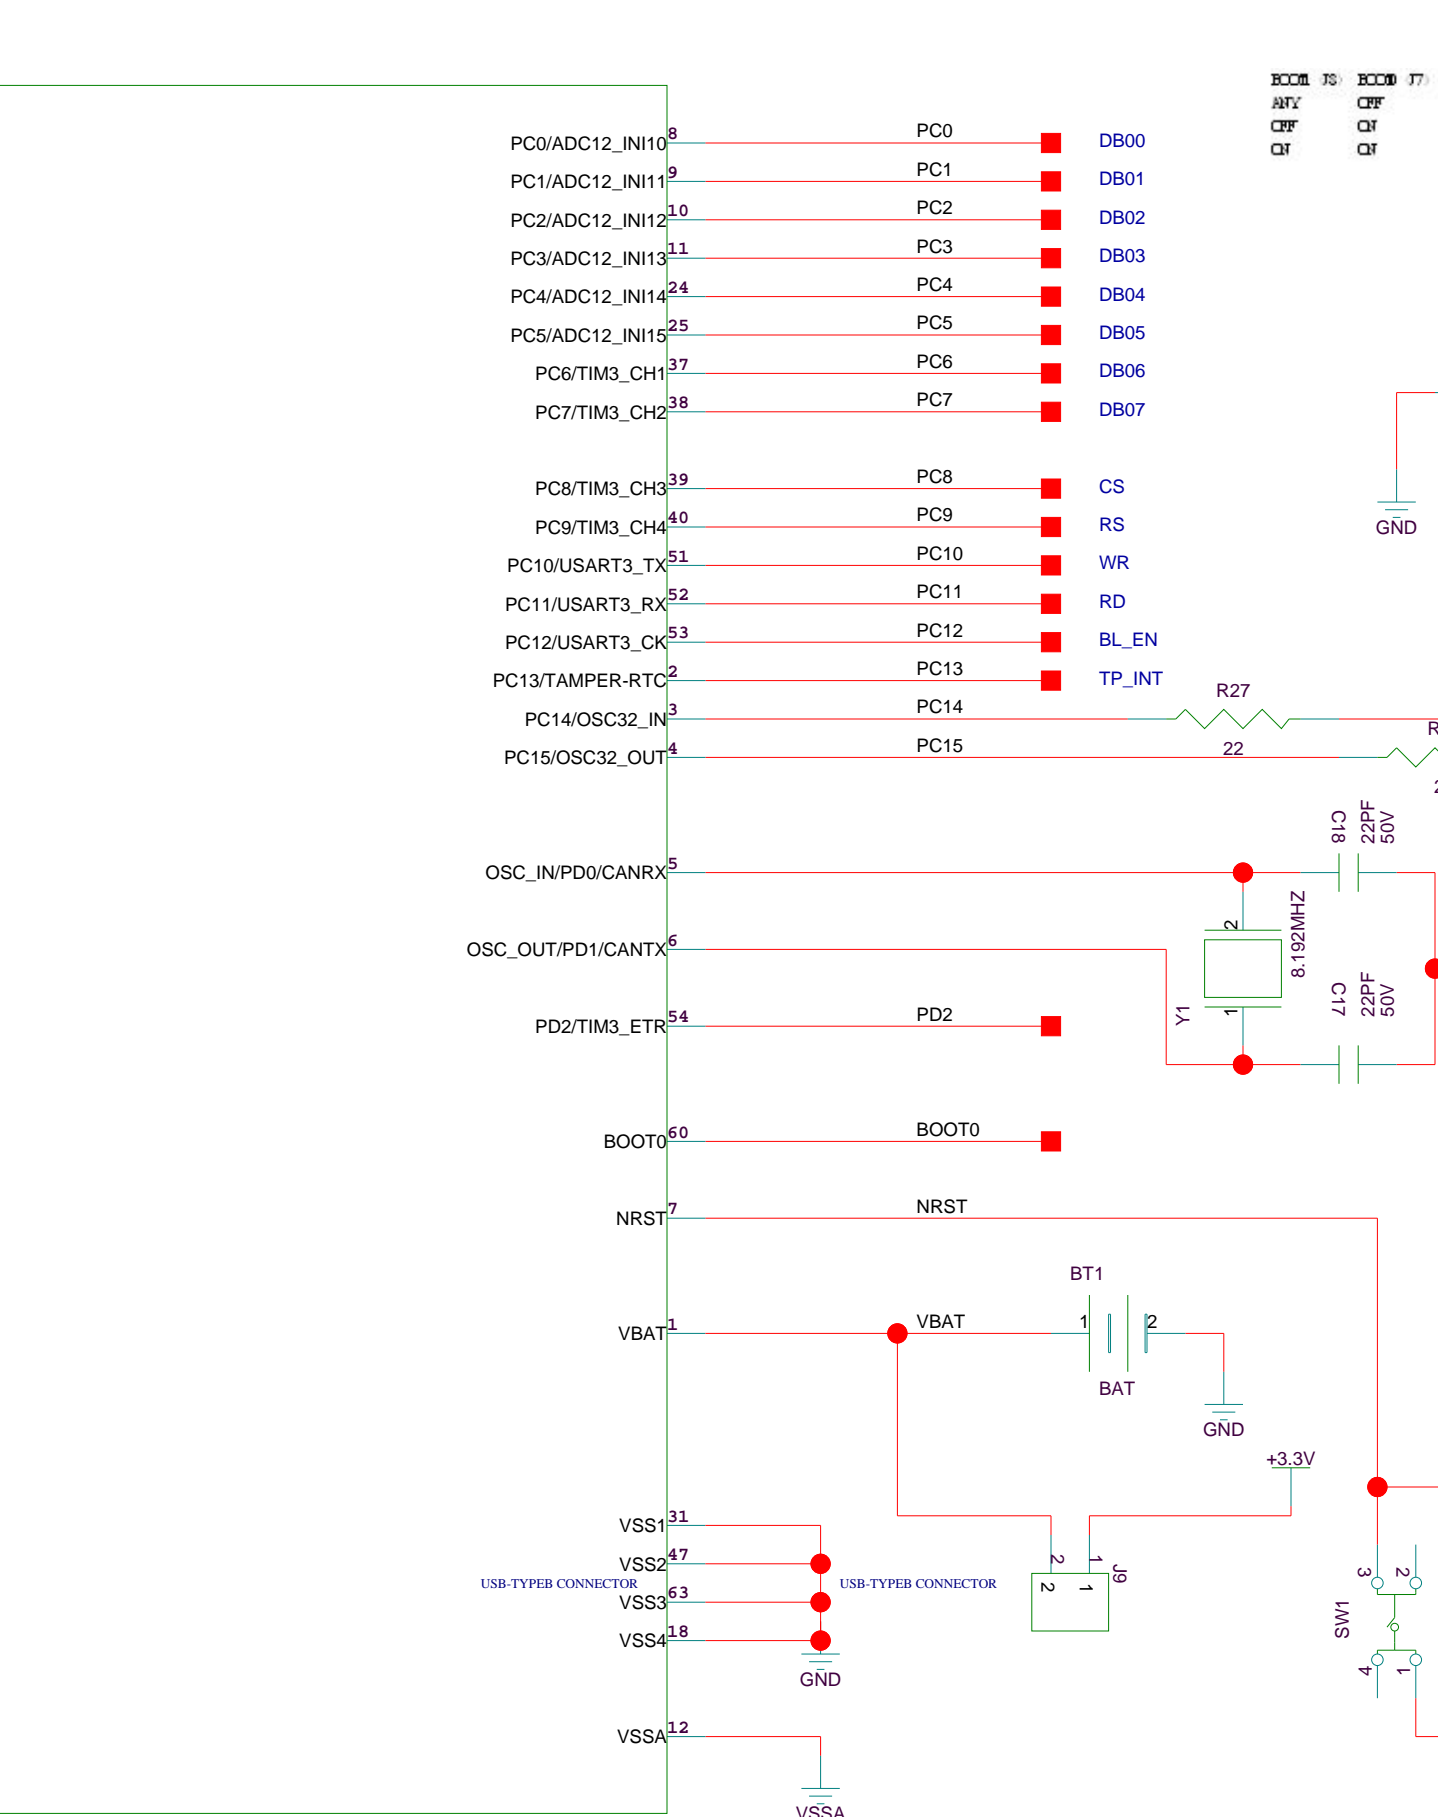 BOOT1 (J8) BOOT0 (J7)
ANY OFF
OFF ON
ON ON
PC0/ADC12_INI10 8 PC0 DB00
PC1/ADC12_INI11 9 PC1 DB01
PC2/ADC12_INI12 10 PC2 DB02
PC3/ADC12_INI13 11 PC3 DB03
PC4/ADC12_INI14 24 PC4 DB04
PC5/ADC12_INI15 25 PC5 DB05
PC6/TIM3_CH1 37 PC6 DB06
PC7/TIM3_CH2 38 PC7 DB07
PC8/TIM3_CH3 39 PC8 CS
GND
PC9/TIM3_CH4 40 PC9 RS
PC10/USART3_TX 51 PC10 WR
PC11/USART3_RX 52 PC11 RD
PC12/USART3_CK 53 PC12 BL_EN
PC13/TAMPER-RTC 2 PC13 TP_INT
R27
PC14/OSC32_IN 3 PC14
PC15/OSC32_OUT 4 PC15 22
C18
22PF
50V
OSC_IN/PD0/CANRX 5
2
8.192MHZ
OSC_OUT/PD1/CANTX 6
Y1
1
C17
22PF
50V
PD2/TIM3_ETR 54 PD2
BOOT0 60 BOOT0
NRST 7 NRST
BT1
VBAT 1 VBAT 1 2
BAT
GND
+3.3V
VSS1 31
VSS2 47
USB-TYPEB CONNECTOR USB-TYPEB CONNECTOR
VSS3 63
VSS4 18
GND
2 1
2 1
J9
3 2
SW1
4 1
VSSA 12
VSSA